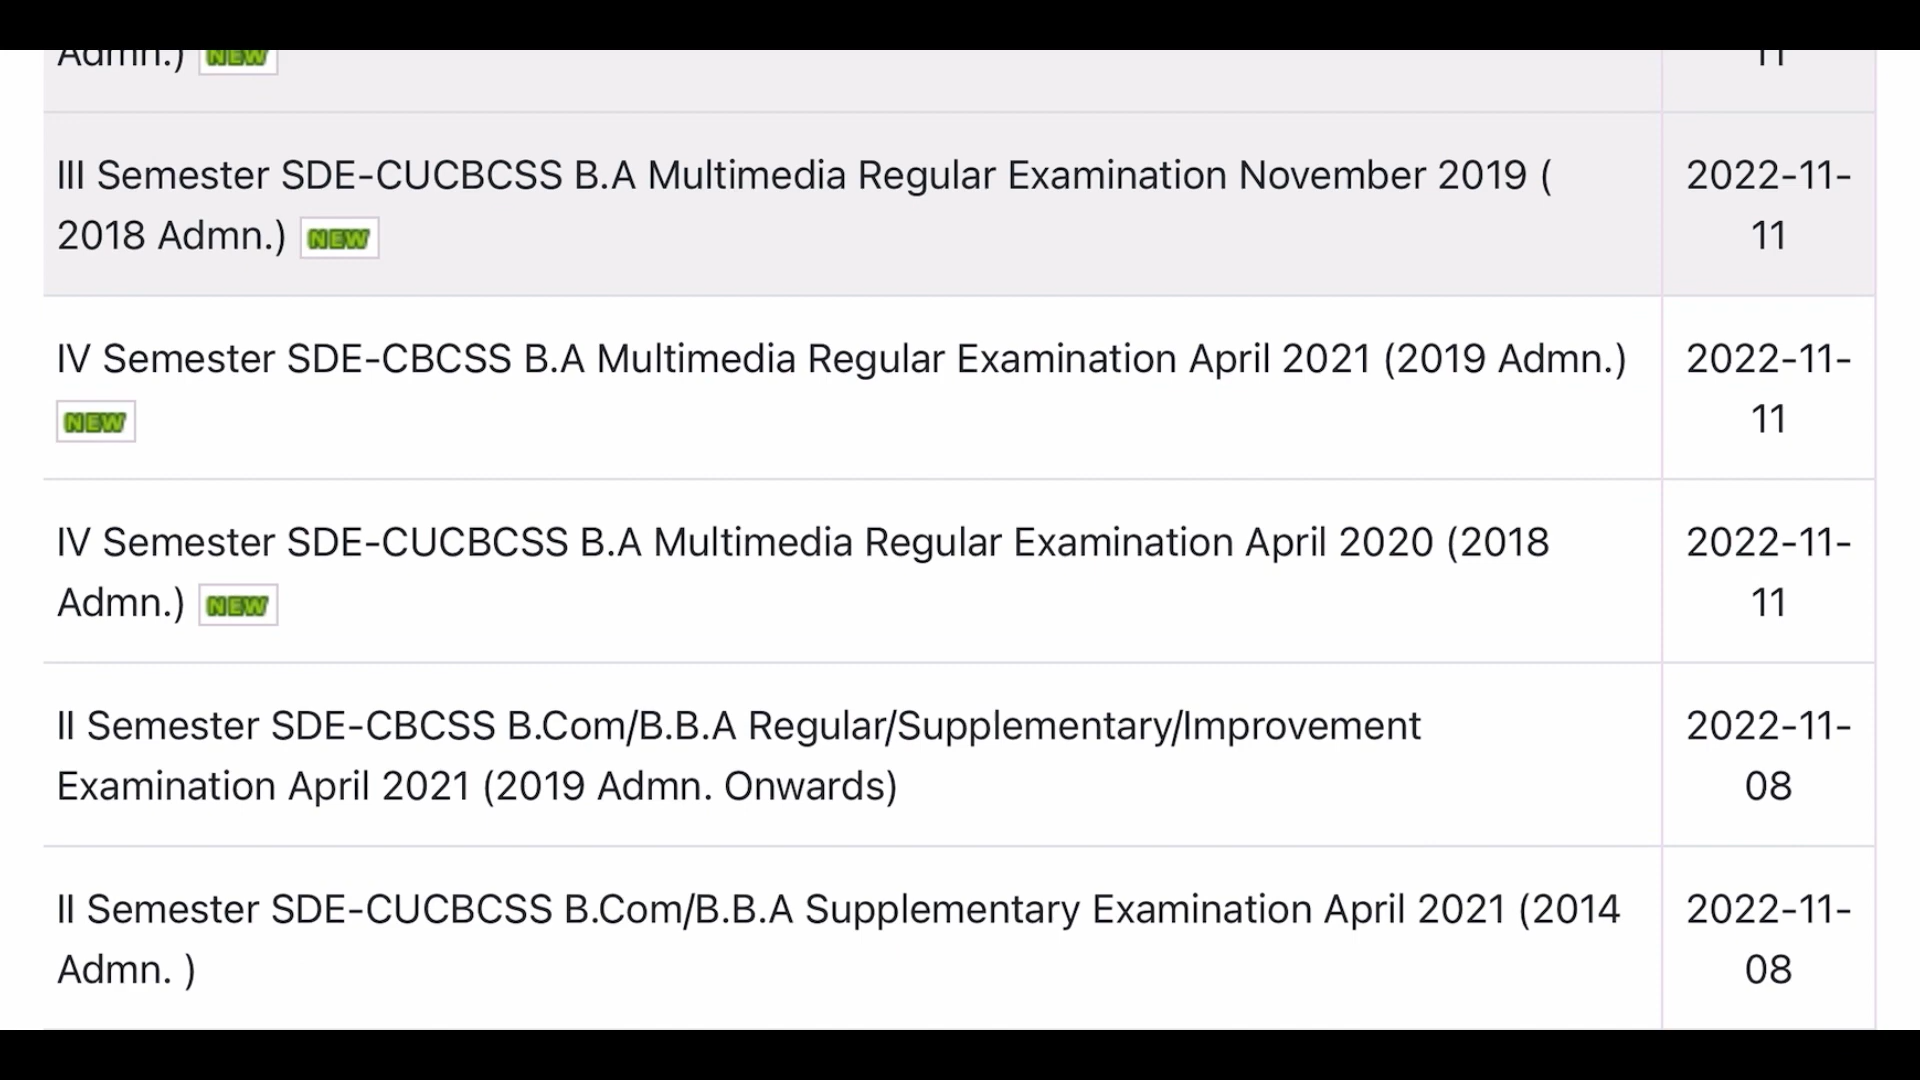 Admn.) NEW
11
III Semester SDE-CUCBCSS B.A Multimedia Regular Examination November 2019 (
2018 Admn.) NEW
2022-11-
11
IV Semester SDE-CBCSS B.A Multimedia Regular Examination April 2021 (2019 Admn.)
NEW
2022-11-
11
IV Semester SDE-CUCBCSS B.A Multimedia Regular Examination April 2020 (2018
Admn.) NEW
2022-11-
11
II Semester SDE-CBCSS B.Com/B.B.A Regular/Supplementary/Improvement
Examination April 2021 (2019 Admn. Onwards)
2022-11-
08
II Semester SDE-CUCBCSS B.Com/B.B.A Supplementary Examination April 2021 (2014
Admn. )
2022-11-
08